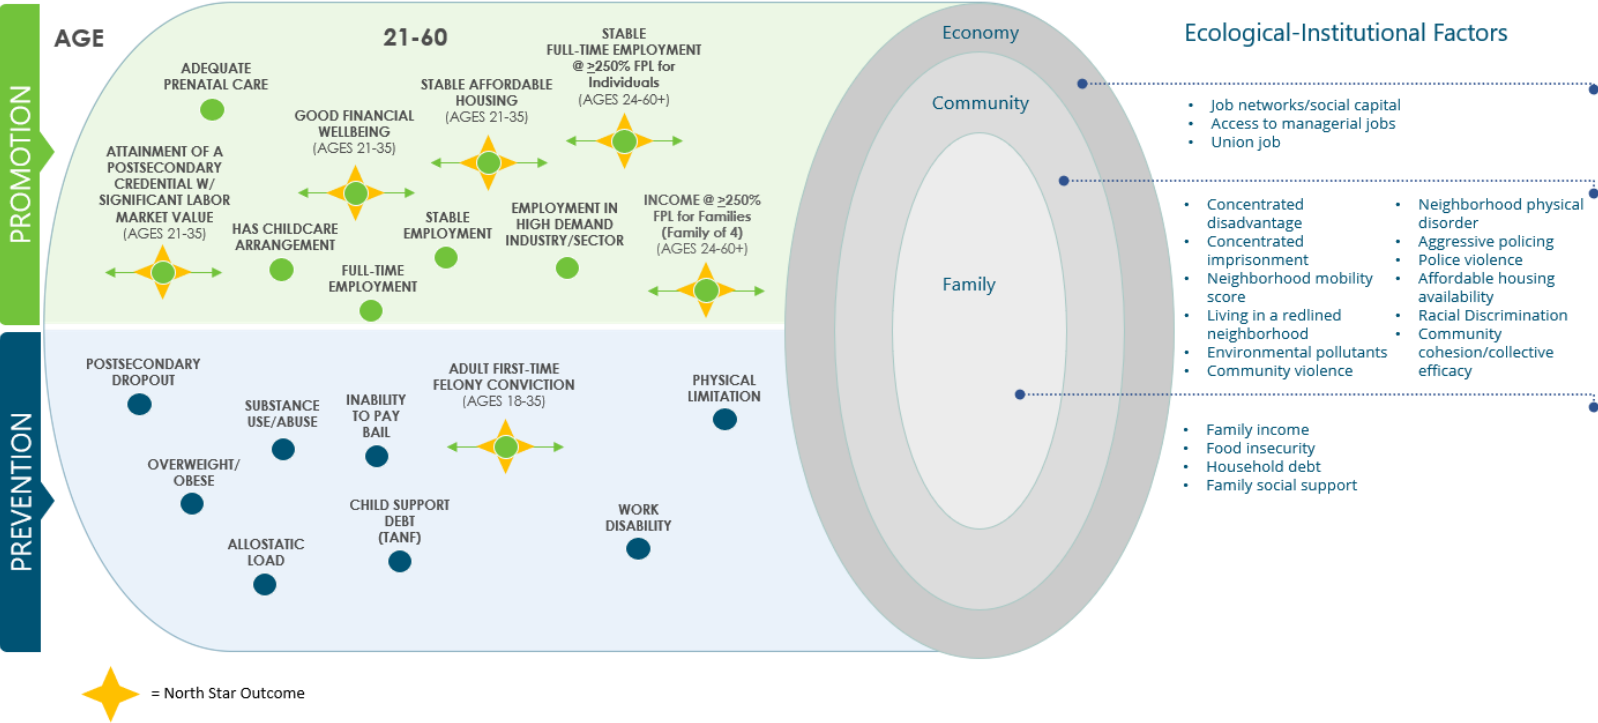 PROMOTION
AGE
21-60
ADEQUATE
PRENATAL CARE
ATTAINMENT OF A
POSTSECONDARY
CREDENTIAL W/
SIGNIFICANT LABOR
MARKET VALUE
(AGES 21-35)
GOOD FINANCIAL
WELLBEING
(AGES 21-35)
STABLE AFFORDABLE
HOUSING
(AGES 21-35)
STABLE
FULL-TIME EMPLOYMENT
@ ≥250% FPL for
Individuals
(AGES 24-60+)
HAS CHILDCARE
ARRANGEMENT
FULL-TIME
EMPLOYMENT
STABLE
EMPLOYMENT
EMPLOYMENT IN
HIGH DEMAND
INDUSTRY/SECTOR
INCOME @ ≥250%
FPL for Families
(Family of 4)
(AGES 24-60+)
PREVENTION
POSTSECONDARY
DROPOUT
SUBSTANCE
USE/ABUSE
INABILITY
TO PAY
BAIL
ADULT FIRST-TIME
FELONY CONVICTION
(AGES 18-35)
PHYSICAL
LIMITATION
OVERWEIGHT/
OBESE
ALLOSTATIC
LOAD
CHILD SUPPORT
DEBT
(TANF)
WORK
DISABILITY
Economy
Community
Family
Ecological-Institutional Factors
• Job networks/social capital
• Access to managerial jobs
• Union job
• Concentrated
disadvantage
• Concentrated
imprisonment
• Neighborhood mobility
score
• Living in a redlined
neighborhood
• Environmental pollutants
• Community violence
• Neighborhood physical
disorder
• Aggressive policing
• Police violence
• Affordable housing
availability
• Racial Discrimination
• Community
cohesion/collective
efficacy
• Family income
• Food insecurity
• Household debt
• Family social support
= North Star Outcome